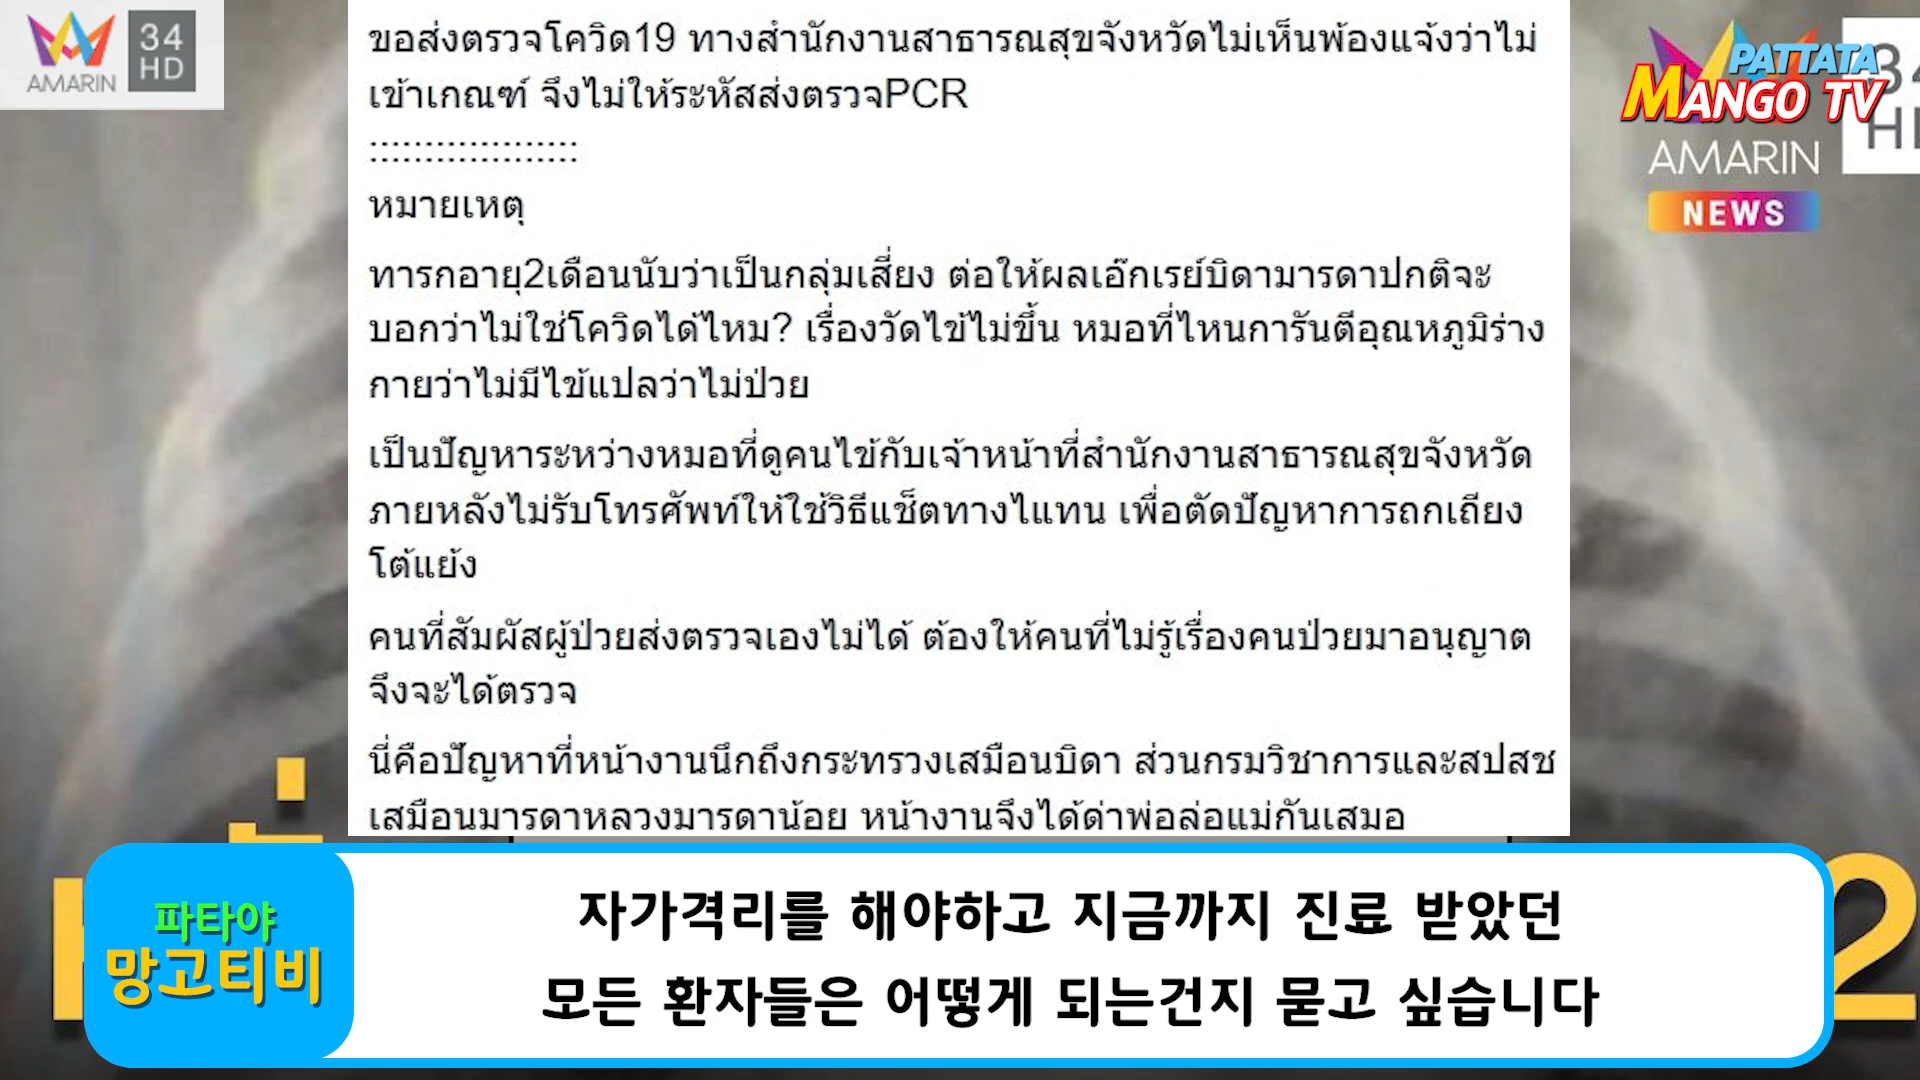 AMARIN
34
HD
ขอส่งตรวจโควิด19 ทางสำนักงานสาธารณสุขจังหวัดไม่เห็นพ้องแจ้งว่าไม่
เข้าเกณฑ์ จึงไม่ให้ระหัสส่งตรวจPCR
:::::::::::::::::::
หมายเหตุ
ทารกอายุ2เดือนนับว่าเป็นกลุ่มเสี่ยง ต่อให้ผลเอ๊กเรย์บิดามารดาปกติจะ
บอกว่าไม่ใช่โควิดได้ไหม? เรื่องวัดไข้ไม่ขึ้น หมอที่ไหนการันตีอุณหภูมิร่าง
กายว่าไม่มีไข้แปลว่าไม่ป่วย
เป็นปัญหาระหว่างหมอที่ดูคนไข้กับเจ้าหน้าที่สำนักงานสาธารณสุขจังหวัด
ภายหลังไม่รับโทรศัพท์ให้ใช้วิธีแช็ตทางไแทน เพื่อตัดปัญหาการถกเถียง
โต้แย้ง
คนที่สัมผัสผู้ป่วยส่งตรวจเองไม่ได้ ต้องให้คนที่ไม่รู้เรื่องคนป่วยมาอนุญาต
จึงจะได้ตรวจ
นี่คือปัญหาที่หน้างานนึกถึงกระทรวงเสมือนบิดา ส่วนกรมวิชาการและสปสช
เสมือนมารดาหลวงมารดาน้อย หน้างานจึงได้ด่าพ่อล่อแม่กันเสมอ
PATTATA
MANGO TV
34
AMARIN
NEWS
파타야
망고티비
자가격리를 해야하고 지금까지 진료 받았던
모든 환자들은 어떻게 되는건지 묻고 싶습니다
2